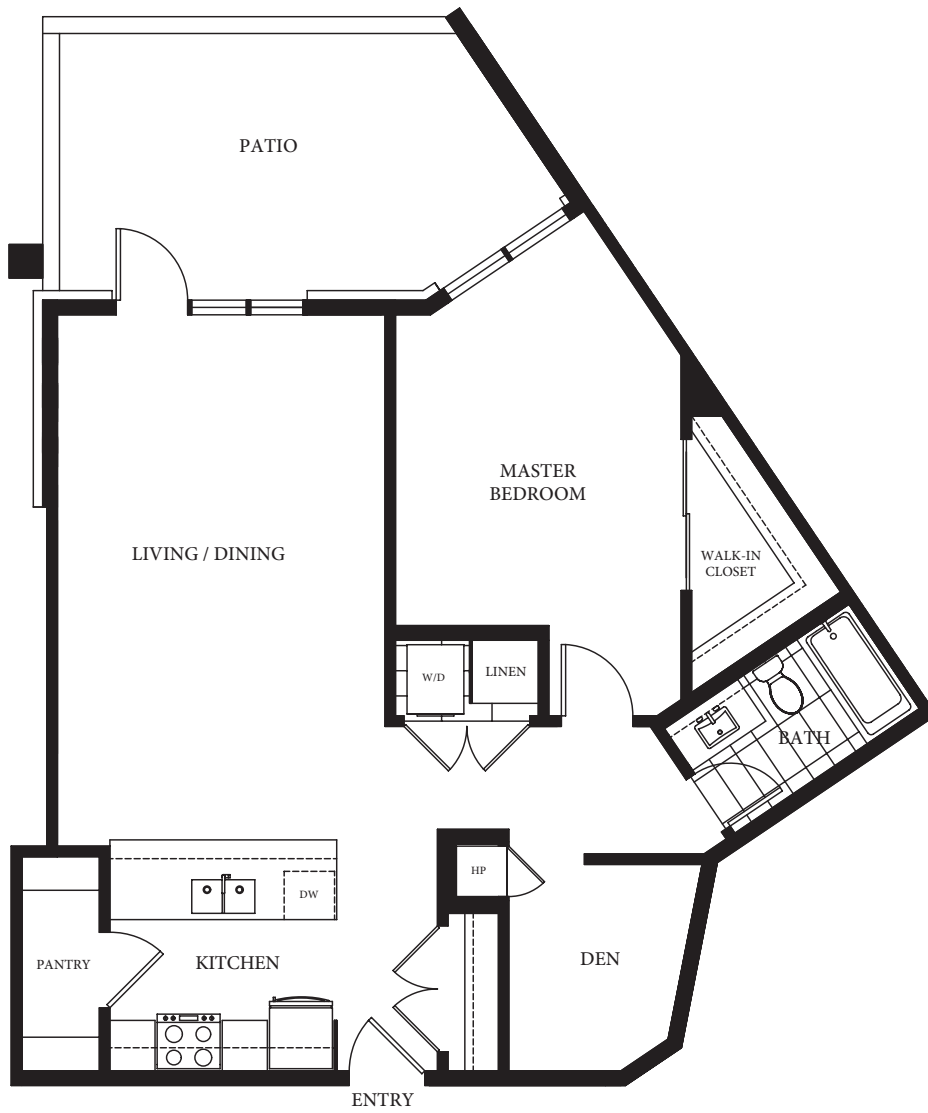 PATIO
MASTER
BEDROOM
LIVING / DINING
WALK-IN
CLOSET
W/D
LINEN
BATH
HP
DW
PANTRY
KITCHEN
DEN
ENTRY